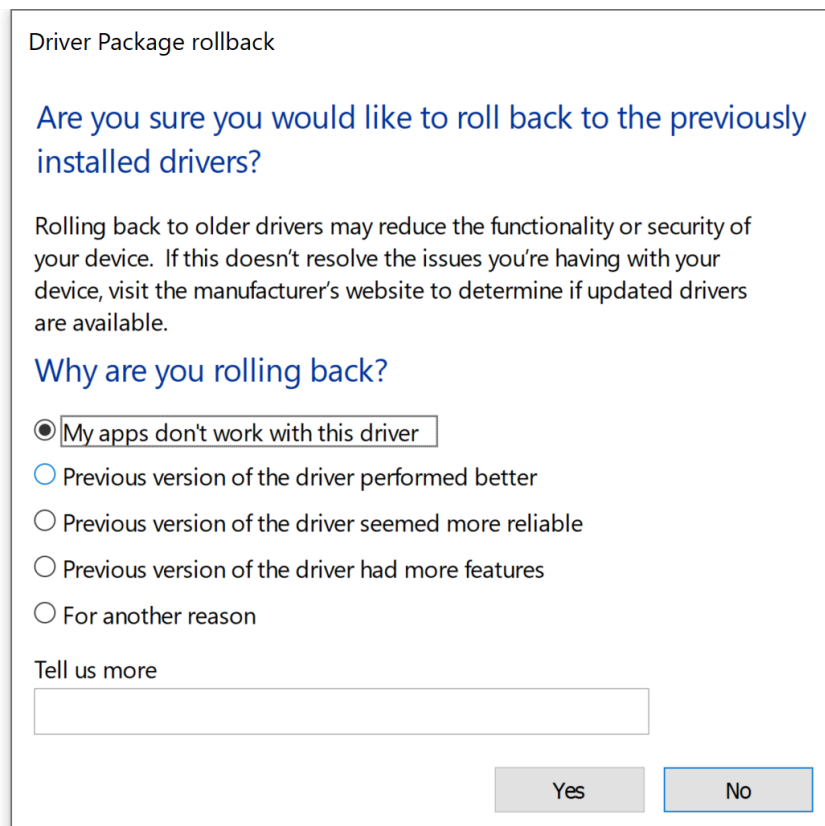 Driver Package rollback
Are you sure you would like to roll back to the previously
installed drivers?
Rolling back to older drivers may reduce the functionality or security of
your device.  If this doesn’t resolve the issues you’re having with your
device, visit the manufacturer’s website to determine if updated drivers
are available.
Why are you rolling back?
My apps don't work with this driver
Previous version of the driver performed better
Previous version of the driver seemed more reliable
Previous version of the driver had more features
For another reason
Tell us more
Yes
No